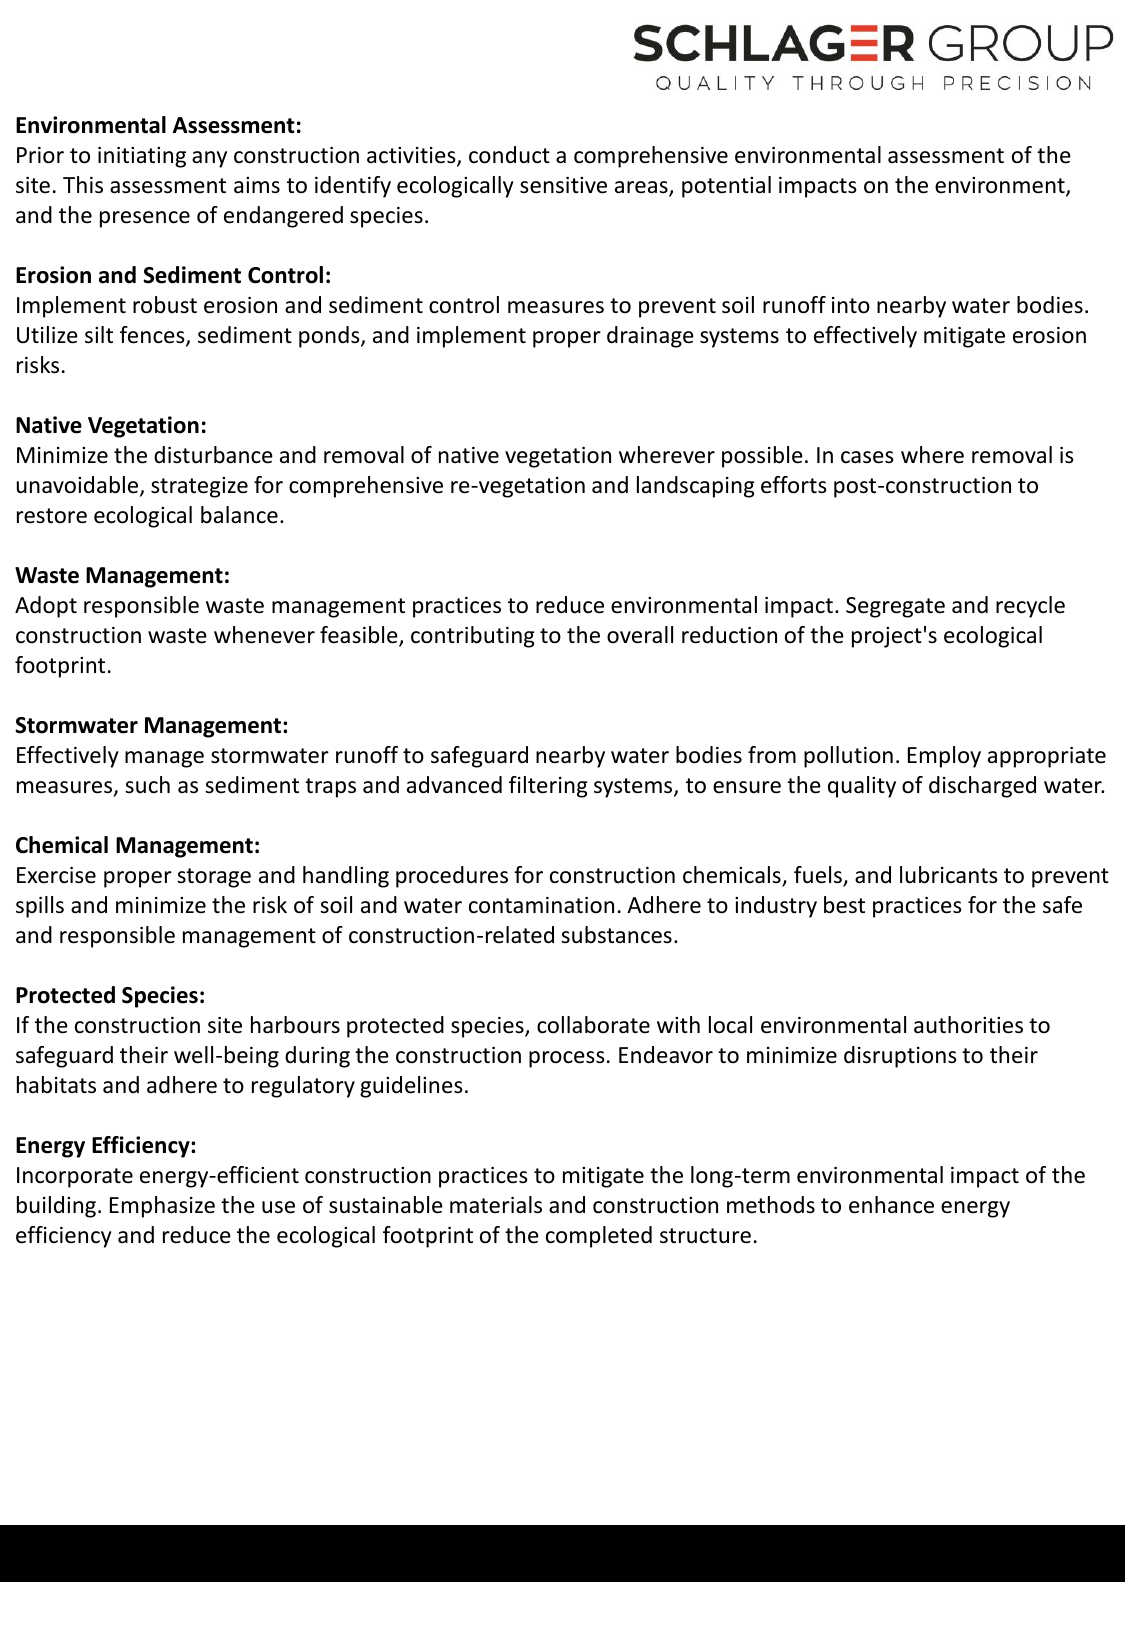 SCHLAGER GROUP
QUALITY THROUGH PRECISION
Environmental Assessment:
Prior to initiating any construction activities, conduct a comprehensive environmental assessment of the
site. This assessment aims to identify ecologically sensitive areas, potential impacts on the environment,
and the presence of endangered species.
Erosion and Sediment Control:
Implement robust erosion and sediment control measures to prevent soil runoff into nearby water bodies.
Utilize silt fences, sediment ponds, and implement proper drainage systems to effectively mitigate erosion
risks.
Native Vegetation:
Minimize the disturbance and removal of native vegetation wherever possible. In cases where removal is
unavoidable, strategize for comprehensive re-vegetation and landscaping efforts post-construction to
restore ecological balance.
Waste Management:
Adopt responsible waste management practices to reduce environmental impact. Segregate and recycle
construction waste whenever feasible, contributing to the overall reduction of the project's ecological
footprint.
Stormwater Management:
Effectively manage stormwater runoff to safeguard nearby water bodies from pollution. Employ appropriate
measures, such as sediment traps and advanced filtering systems, to ensure the quality of discharged water.
Chemical Management:
Exercise proper storage and handling procedures for construction chemicals, fuels, and lubricants to prevent
spills and minimize the risk of soil and water contamination. Adhere to industry best practices for the safe
and responsible management of construction-related substances.
Protected Species:
If the construction site harbours protected species, collaborate with local environmental authorities to
safeguard their well-being during the construction process. Endeavor to minimize disruptions to their
habitats and adhere to regulatory guidelines.
Energy Efficiency:
Incorporate energy-efficient construction practices to mitigate the long-term environmental impact of the
building. Emphasize the use of sustainable materials and construction methods to enhance energy
efficiency and reduce the ecological footprint of the completed structure.